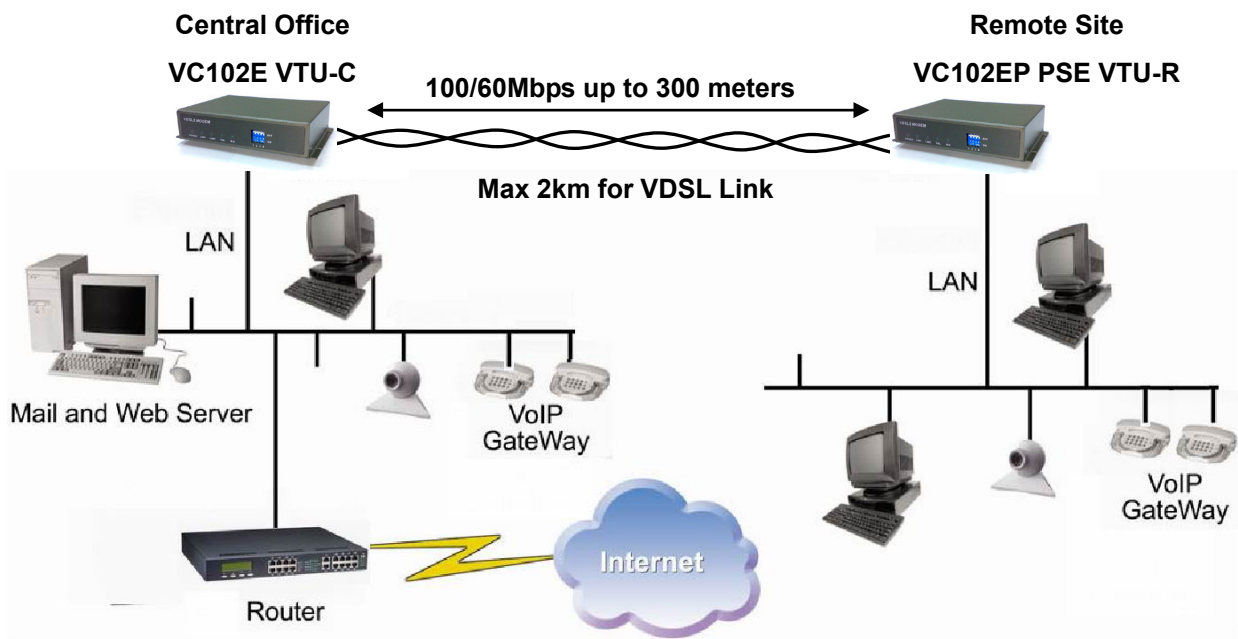 Central Office
VC102E VTU-C
Remote Site
VC102EP PSE VTU-R
100/60Mbps up to 300 meters
Max 2km for VDSL Link
LAN
Mail and Web Server
VoIP
GateWay
Router
Internet
LAN
VoIP
GateWay